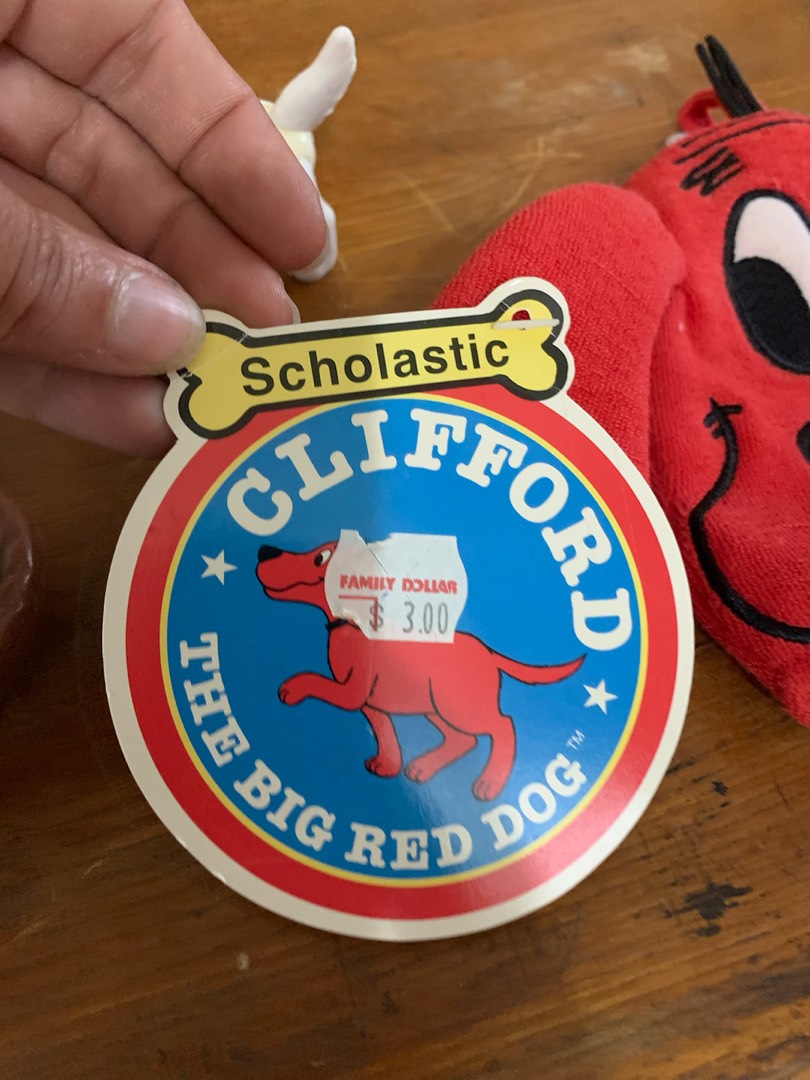 Scholastic
CLIFFORD
FAMILY DOLLAR
$ 3.00
THE BIG RED DOG™